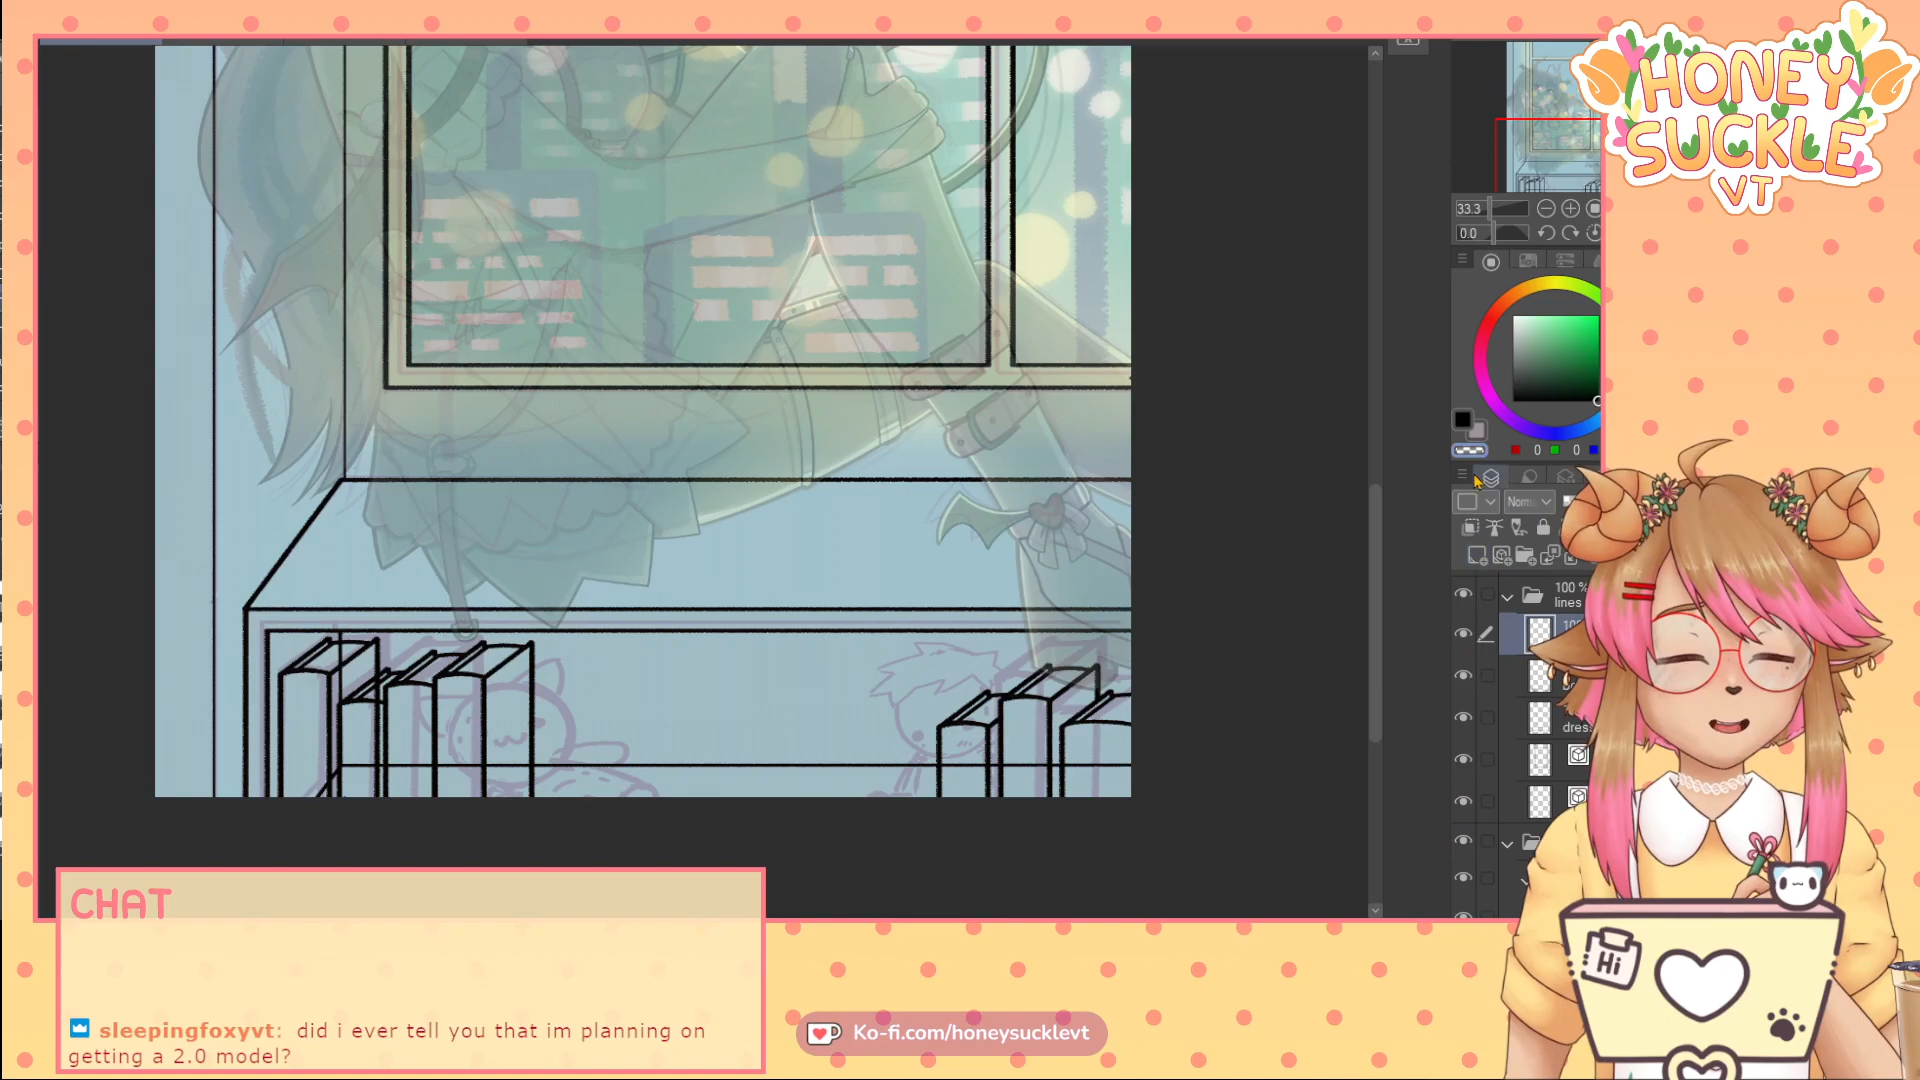 HONEY
SUCKLE
VT
33.3
0.0
0 0
Norm
100 %
lines
100
dres
CHAT
sleepingfoxyvt: did i ever tell you that im planning on
getting a 2.0 model?
Ko-fi.com/honeysucklevt
Hi